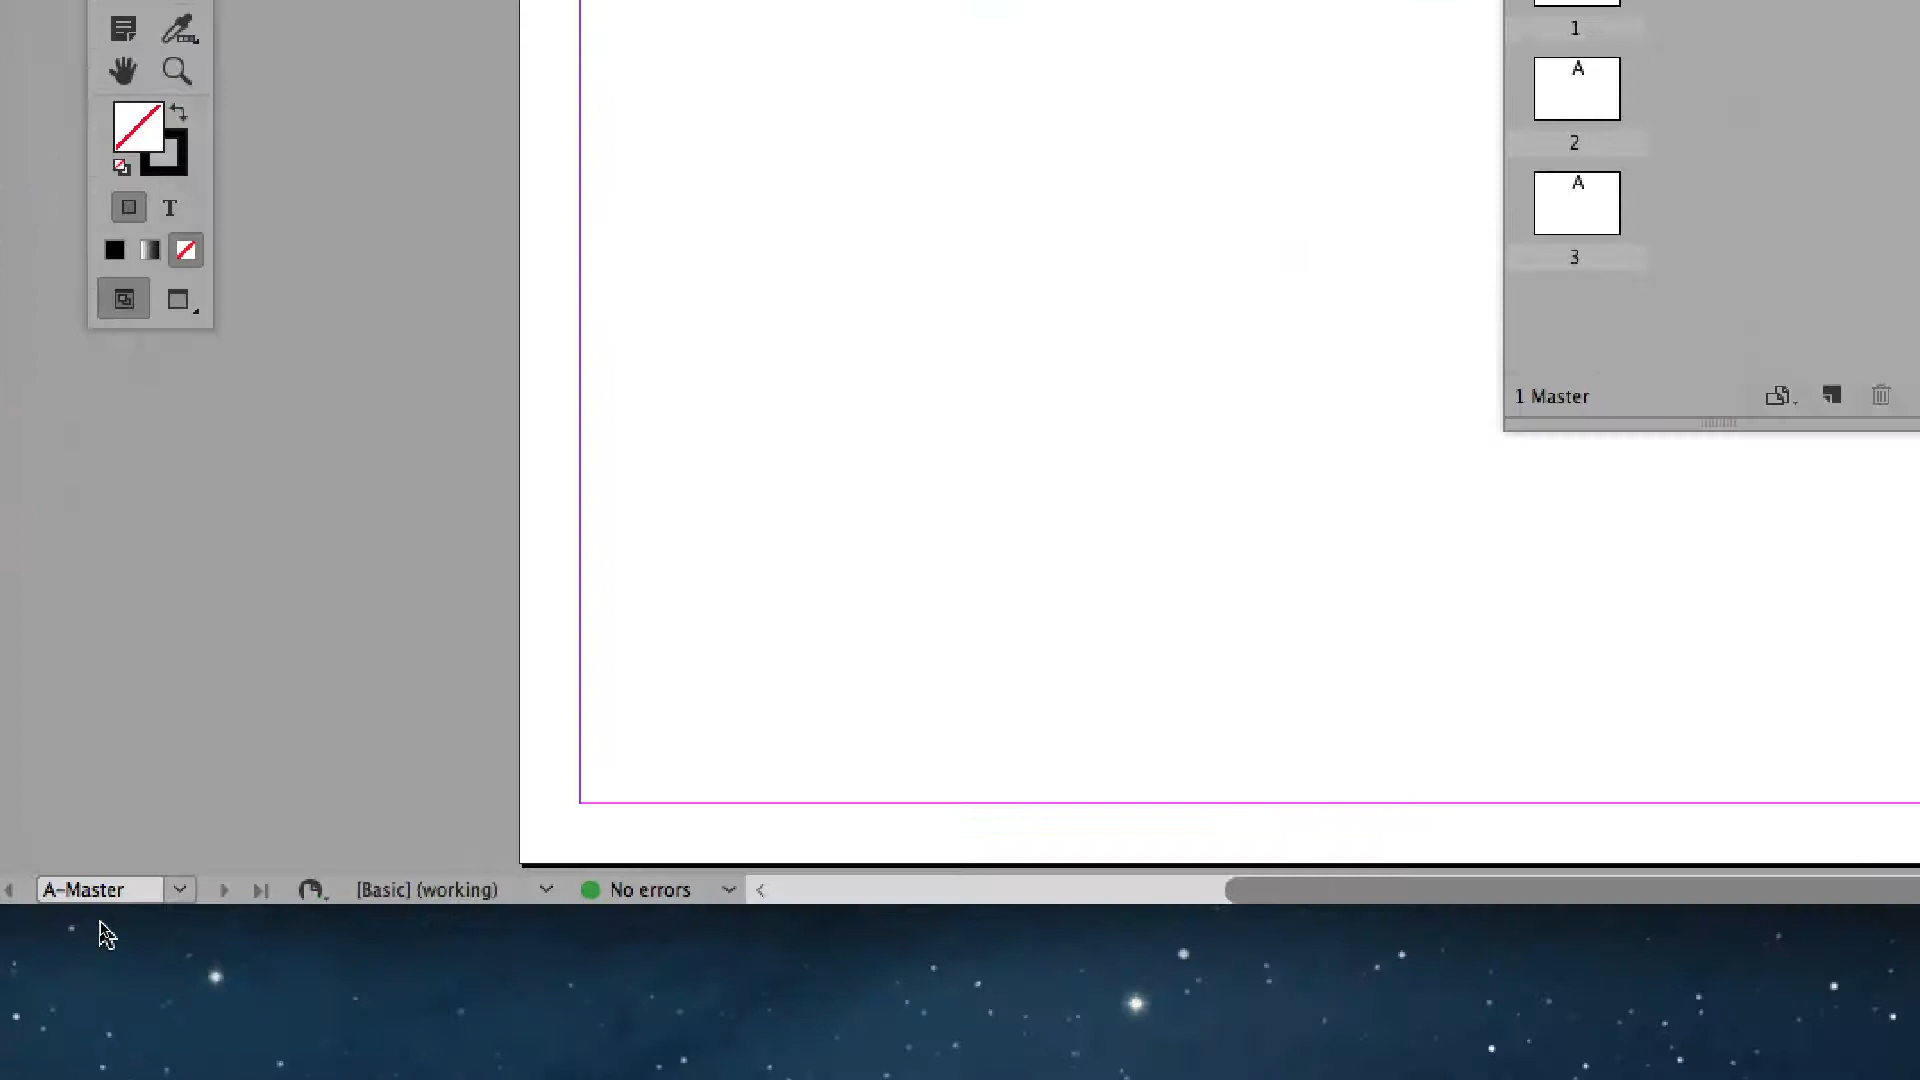 1
A
2
A
3
T
1 Master
A-Master
[Basic] (working)
No errors